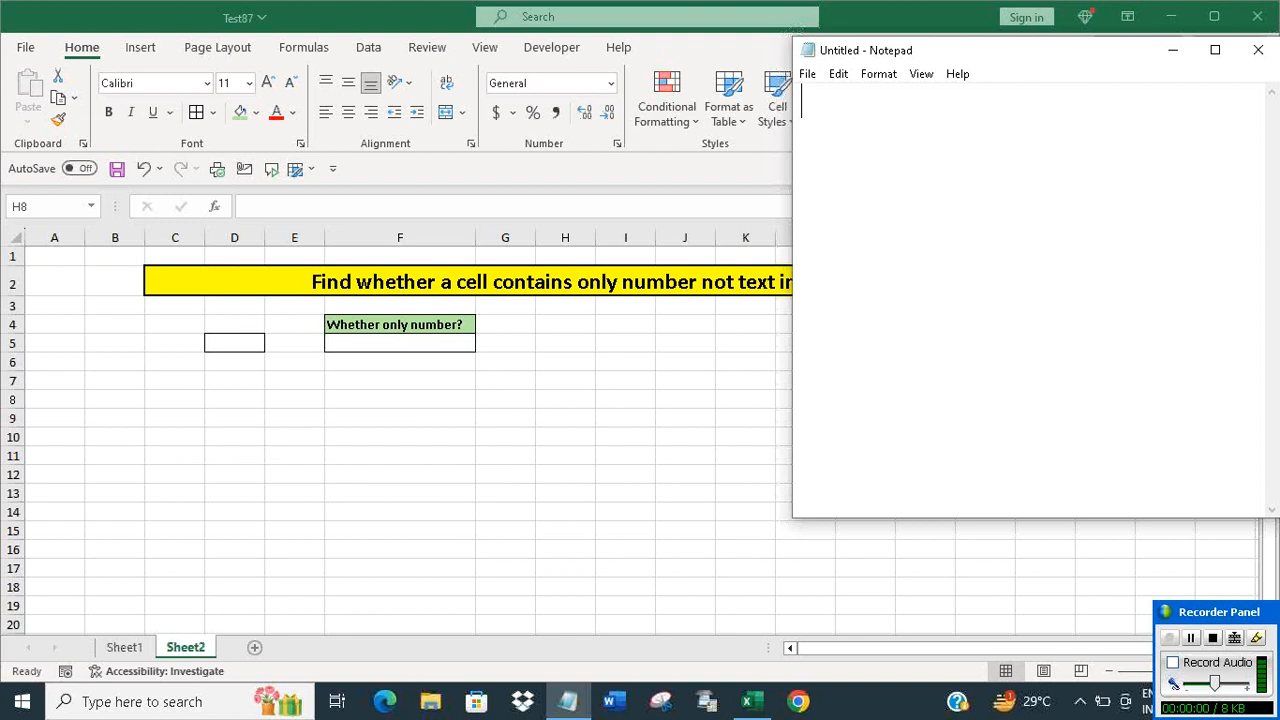 Test87
Search
Sign in
File Home Insert Page Layout Formulas Data Review View Developer Help
Untitled - Notepad
File Edit Format View Help
Paste
Calibri 11
B I U
General
$ % 9
Conditional Formatting
Format as Table
Cell Styles
Clipboard Font Alignment Number Styles
AutoSave Off
H8
fx
A B C D E F G H I J K
1
2 Find whether a cell contains only number not text in
3
4 Whether only number?
5
6
7
8
9
10
11
12
13
14
15
16
17
18
19
20
Sheet1 Sheet2
Ready Accessibility: Investigate
Recorder Panel
Record Audio
00:00:00 / 8 KB
Type here to search
29°C